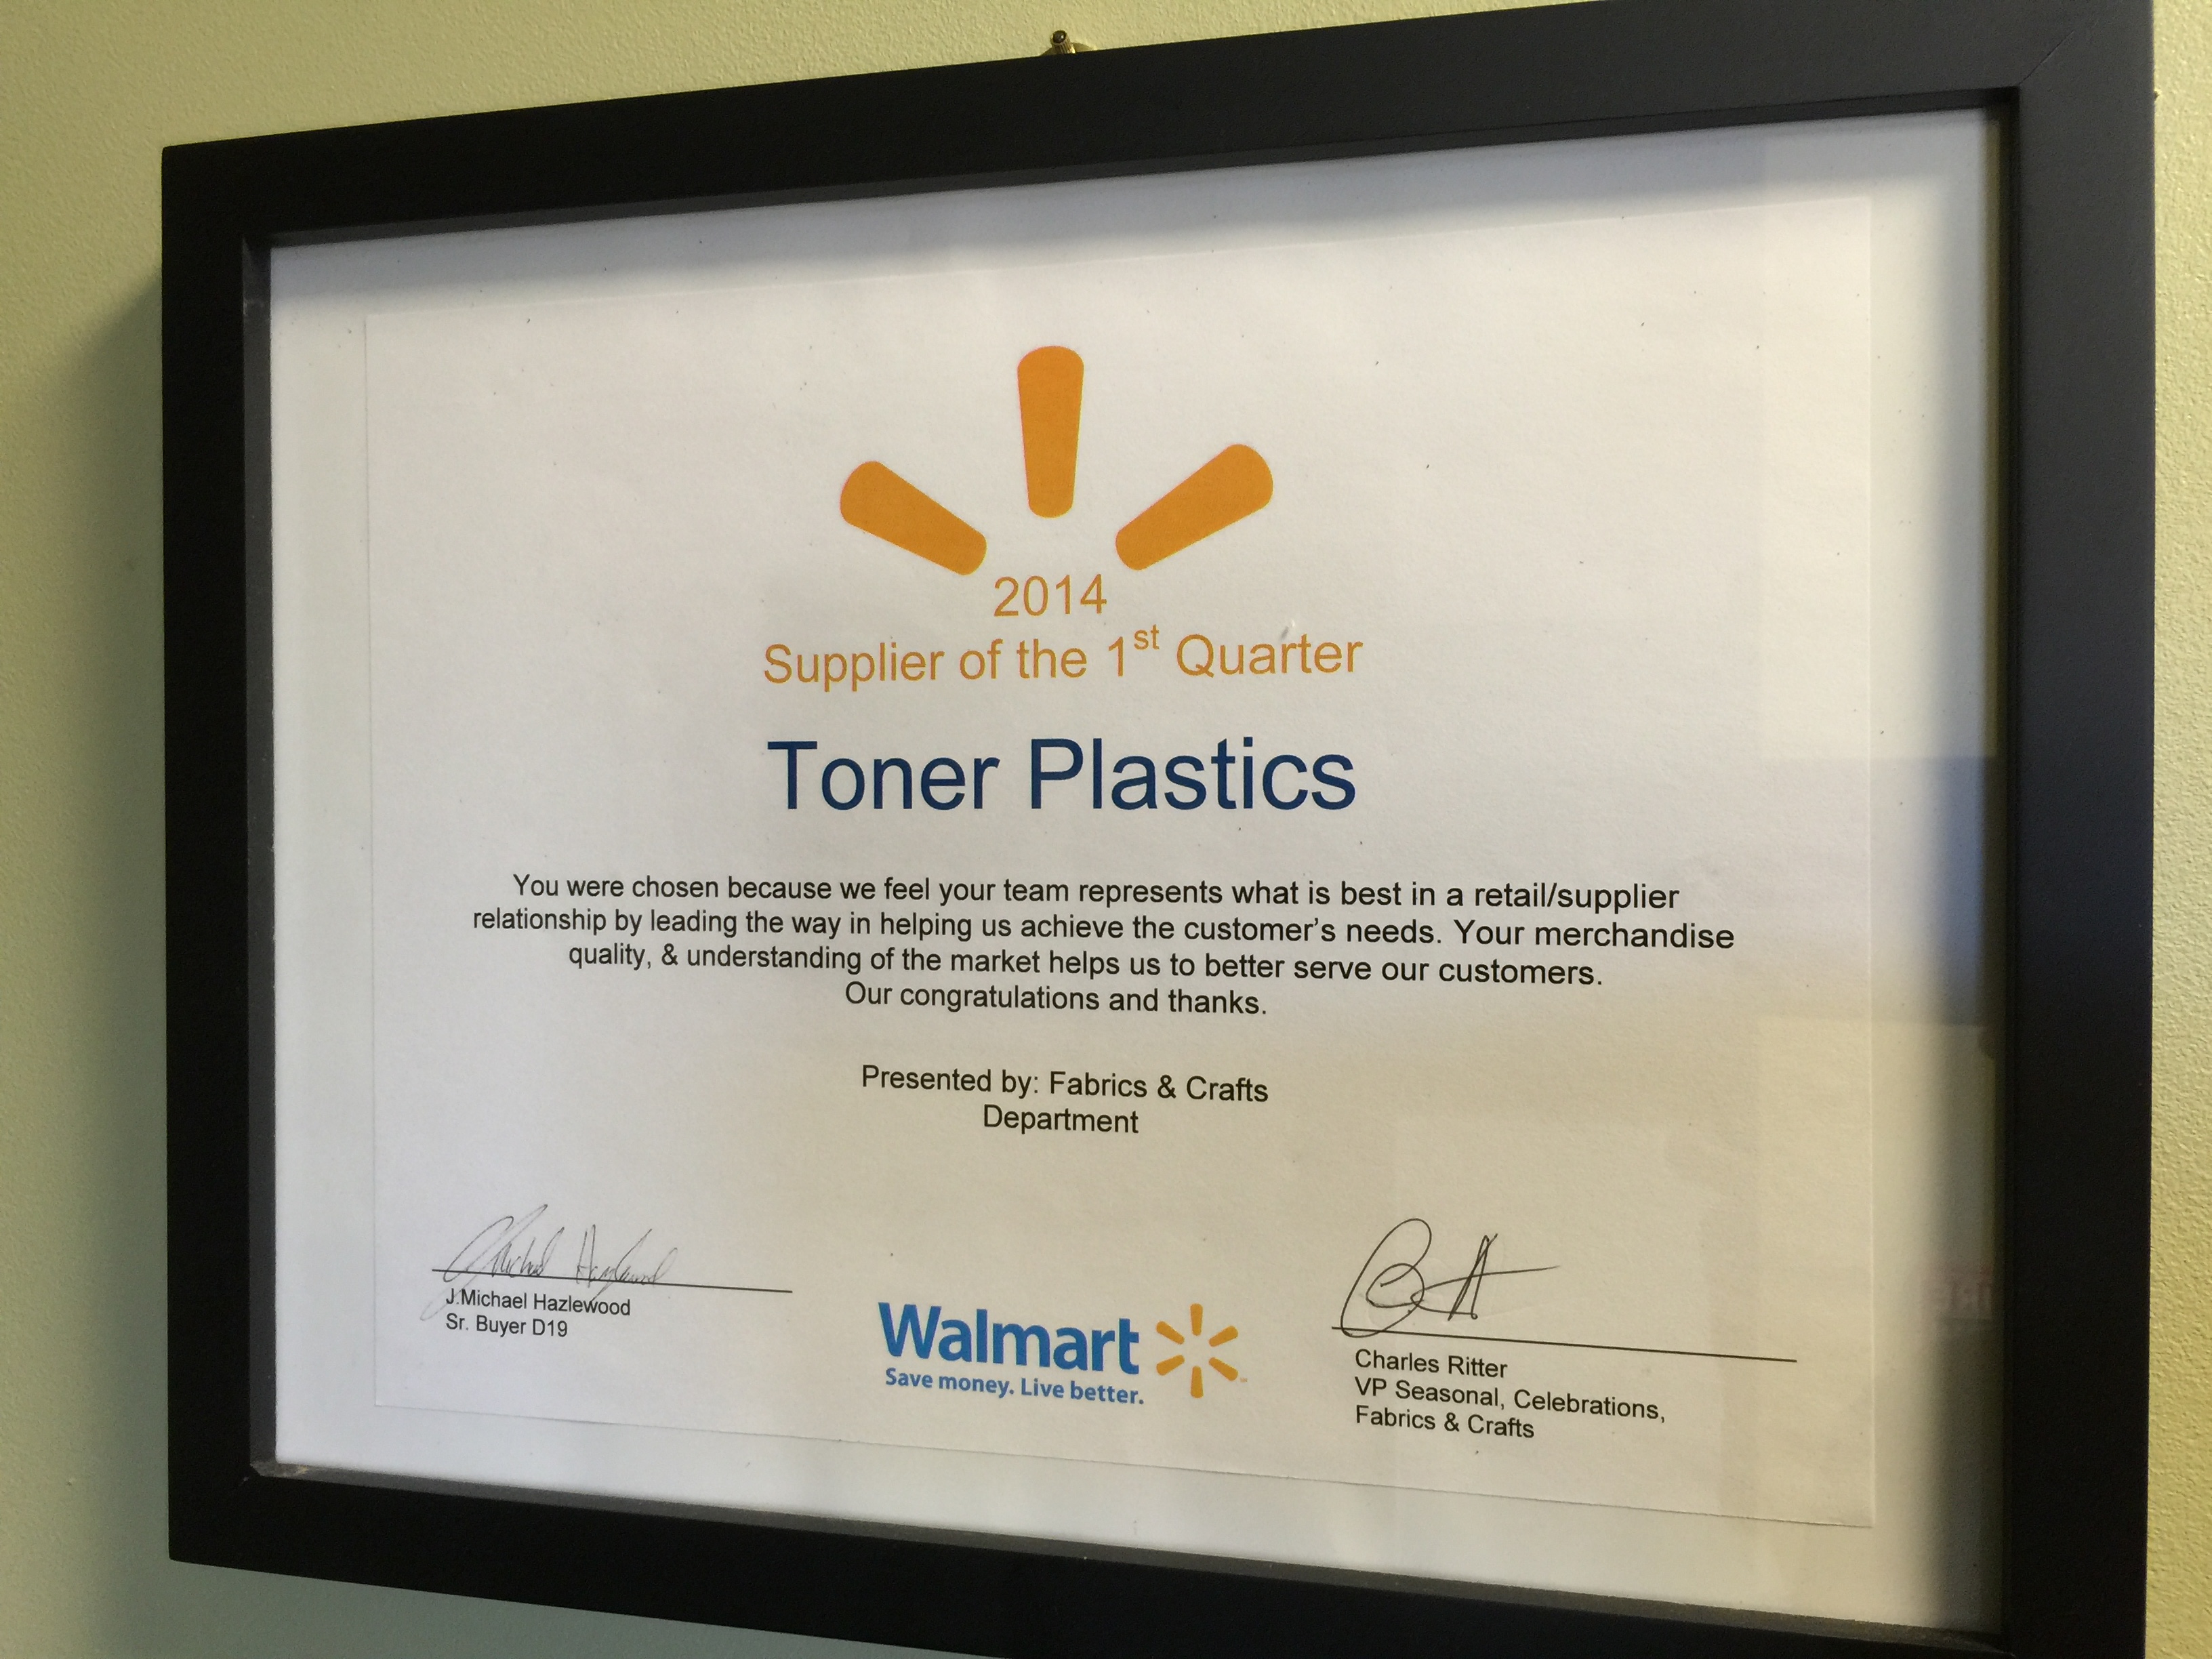 2014
Supplier of the 1st Quarter
Toner Plastics
You were chosen because we feel your team represents what is best in a retail/supplier
relationship by leading the way in helping us achieve the customer's needs. Your merchandise
quality, & understanding of the market helps us to better serve our customers.
Our congratulations and thanks.
Presented by: Fabrics & Crafts
Department
J.Michael Hazlewood
Sr. Buyer D19
Walmart
Save money. Live better.
Charles Ritter
VP Seasonal, Celebrations,
Fabrics & Crafts